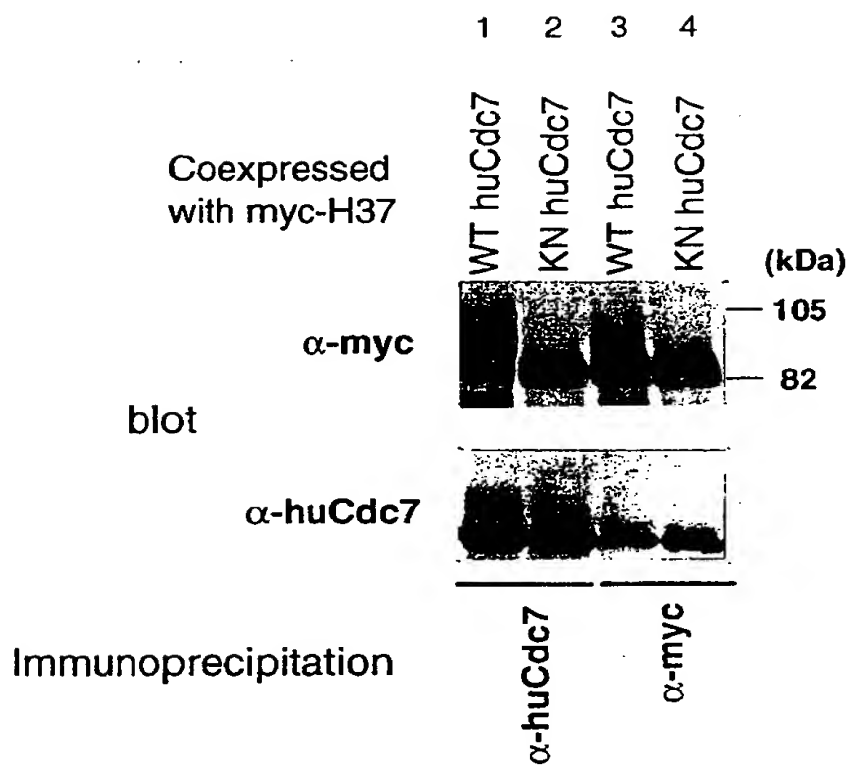 1 2 3 4
WT huCdc7
KN huCdc7
WT huCdc7
KN huCdc7
Coexpressed
with myc-H37
(kDa)
105
α-myc
82
blot
α-huCdc7
Immunoprecipitation
α-huCdc7
α-myc